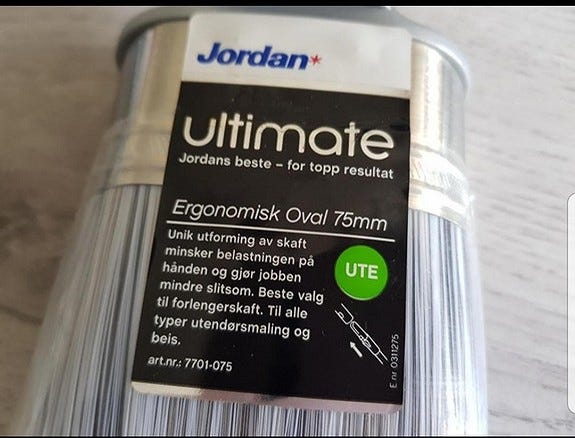 Jordan*
ultimate
Jordans beste – for topp resultat
Ergonomisk Oval 75mm
Unik utforming av skaft
minsker belastningen på
hånden og gjør jobben
mindre slitsom. Beste valg
til forlengerskaft. Til alle
typer utendørsmaling og
beis.
art.nr.: 7701-075
UTE
E nr 0311275